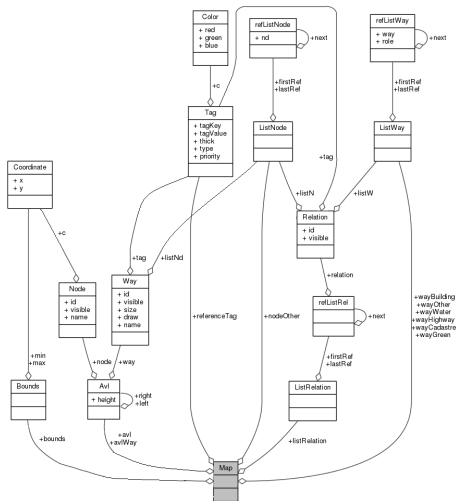 Color
+ red
+ green
+ blue
refListNode
+ nd
+next
refListWay
+ way
+ role
+next
+c
+firstRef
+lastRef
+firstRef
+lastRef
Tag
+ tagKey
+ tagValue
+ thick
+ type
+ priority
ListNode
ListWay
+tag
Coordinate
+ x
+ y
+listN
+listW
Relation
+ id
+ visible
+c
+tag
+listNd
Node
+ id
+ visible
+ name
Way
+ id
+ visible
+ size
+ draw
+ name
+relation
+referenceTag
+nodeOther
refListRel
+next
+wayBuilding
+wayOther
+wayWater
+wayHighway
+wayCadastre
+wayGreen
+min
+max
+node
+way
+firstRef
+lastRef
Bounds
Avl
+ height
+right
+left
ListRelation
+bounds
+avl
+avlWay
+listRelation
Map